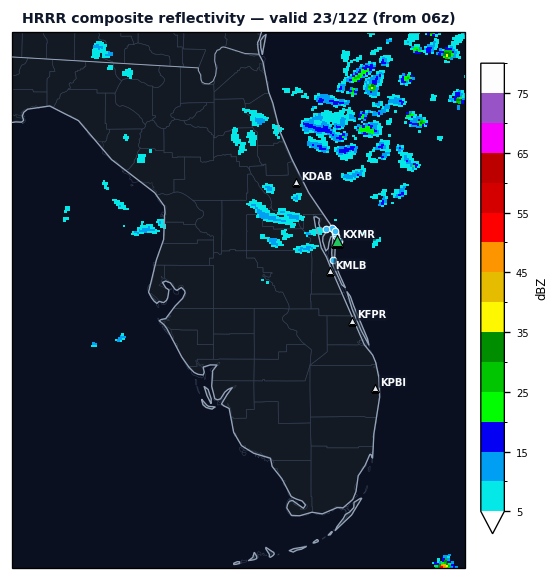 HRRR composite reflectivity — valid 23/12Z (from 06z)
KDAB
KXMR
KMLB
KFPR
KPBI
75
65
55
45
35
25
15
5
dBZ